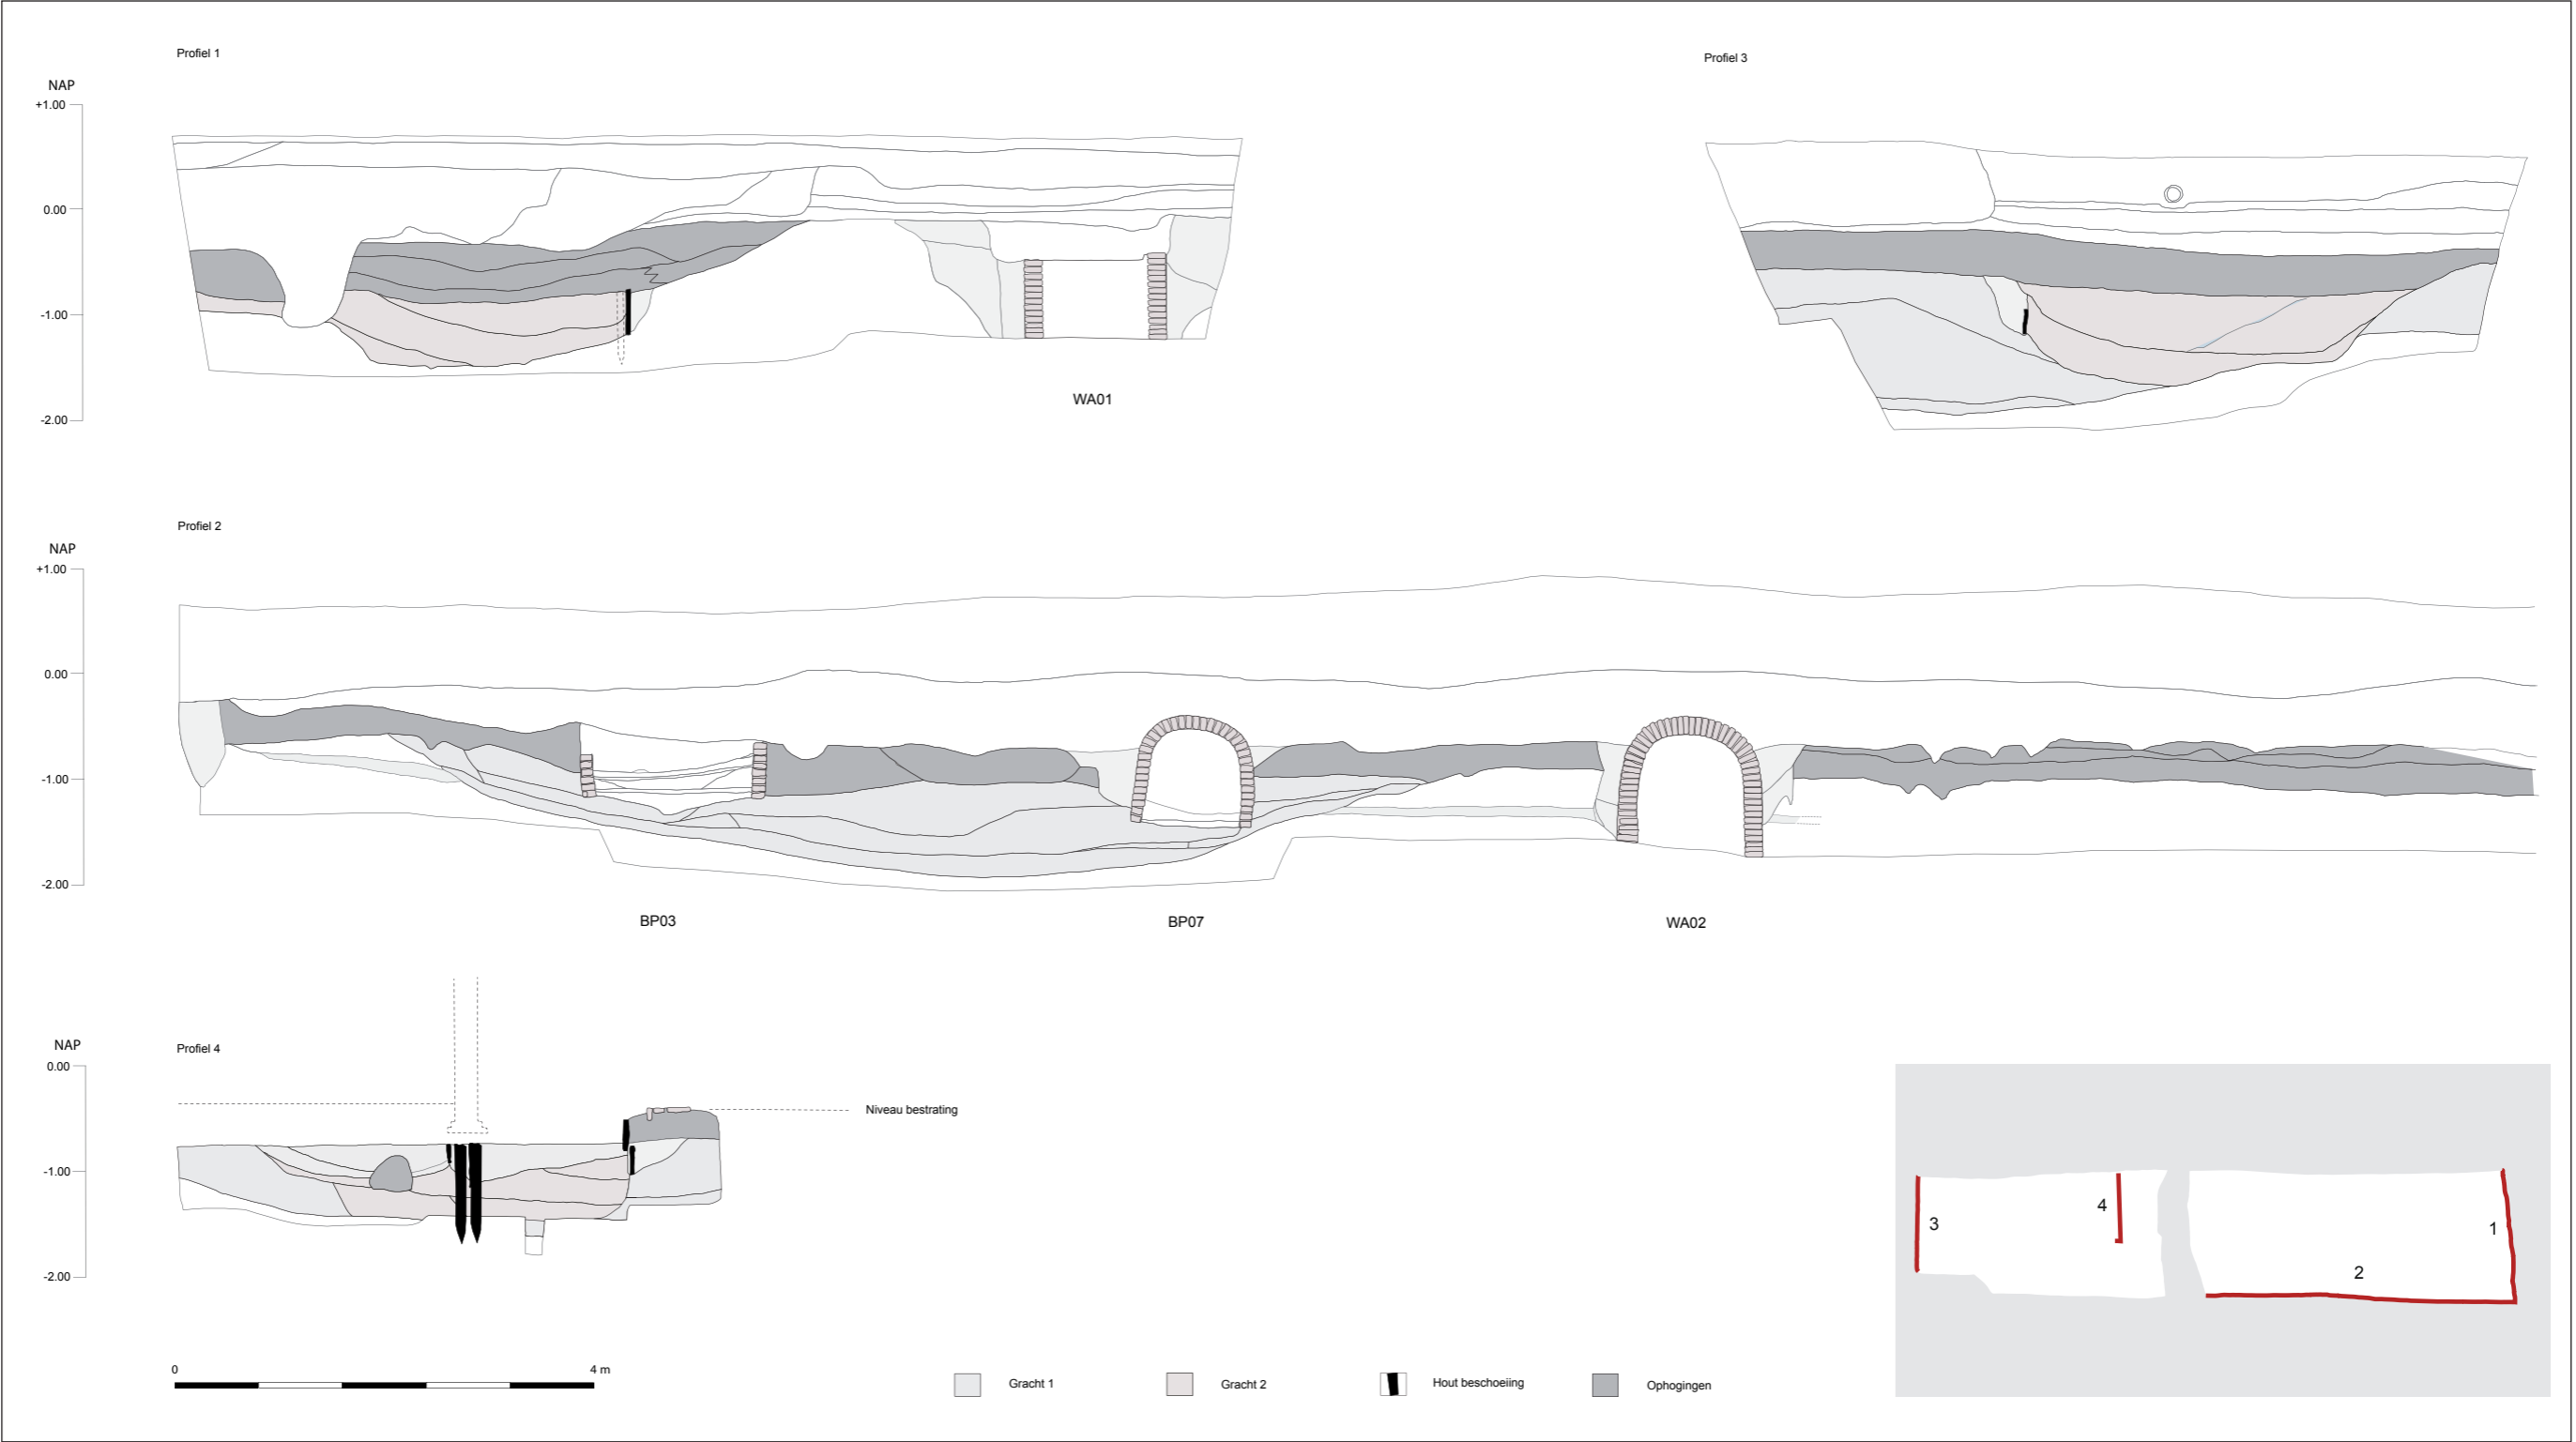 Profiel 1
Profiel 3
NAP
+1.00
0.00
-1.00
-2.00
WA01
Profiel 2
NAP
+1.00
0.00
-1.00
-2.00
BP03
BP07
WA02
Profiel 4
NAP
0.00
-1.00
-2.00
Niveau bestrating
3
4
1
2
0
4 m
Gracht 1
Gracht 2
Hout beschoeiing
Ophogingen